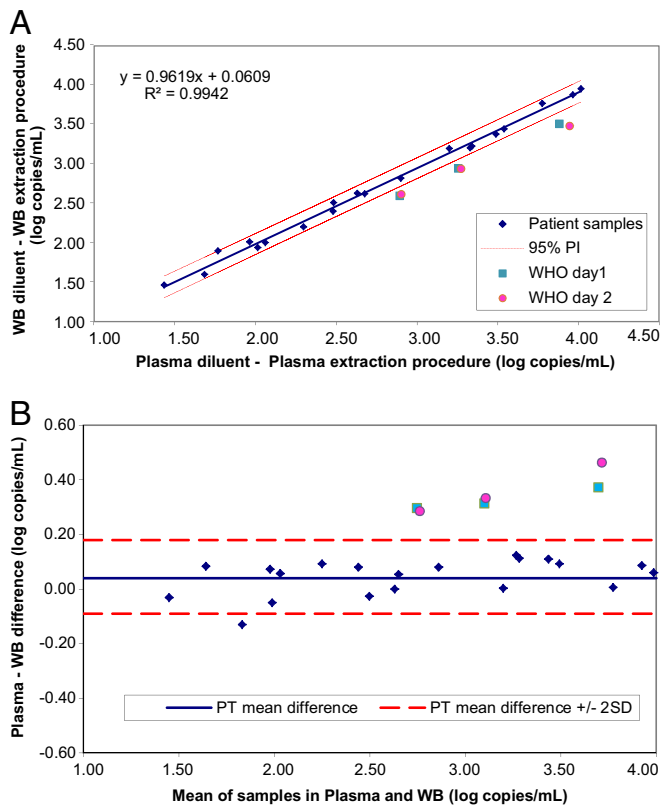 A
WB diluent - WB extraction procedure
(log copies/mL)
4.50
4.00
3.50
3.00
2.50
2.00
1.50
1.00
y = 0.9619x + 0.0609
R² = 0.9942
Patient samples
95% PI
WHO day1
WHO day 2
1.00 1.50 2.00 2.50 3.00 3.50 4.00 4.50
Plasma diluent - Plasma extraction procedure (log copies/mL)
B
Plasma - WB difference (log copies/mL)
0.60
0.40
0.20
0.00
-0.20
-0.40
-0.60
PT mean difference PT mean difference +/- 2SD
1.00 1.50 2.00 2.50 3.00 3.50 4.00
Mean of samples in Plasma and WB (log copies/mL)